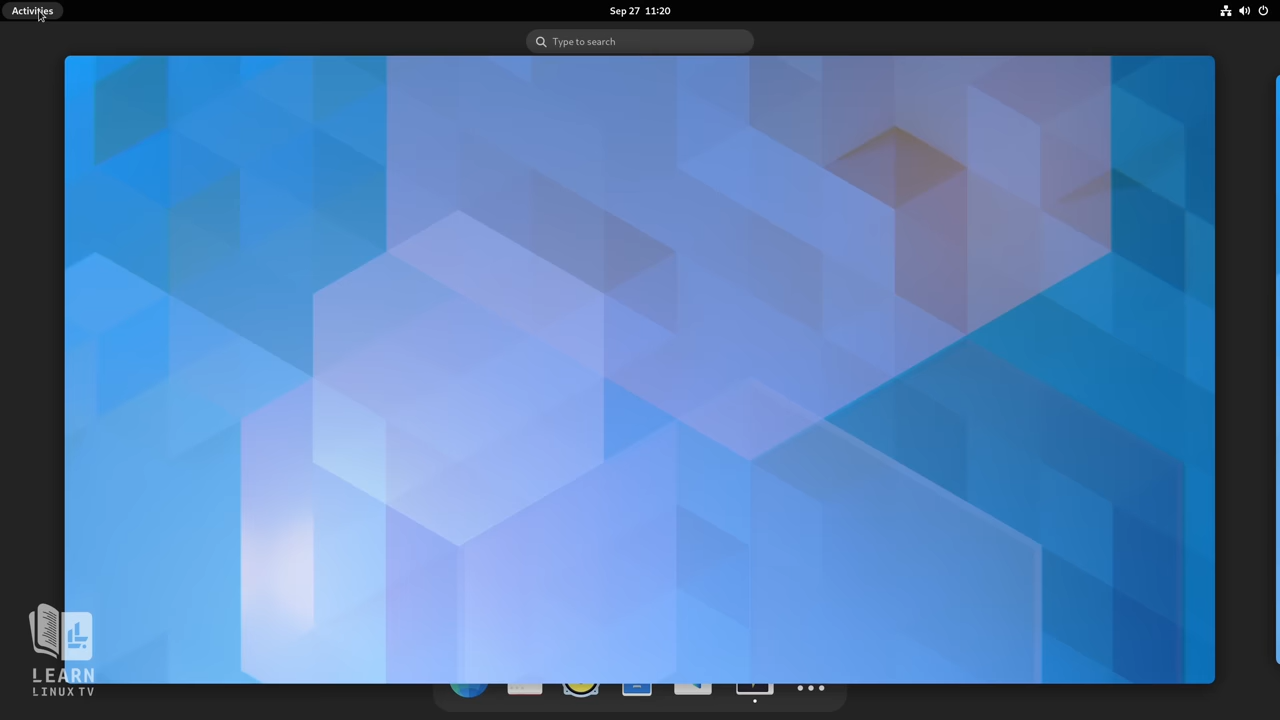 Activities
Sep 27 11:20
Type to search
LEARN
LINUX TV